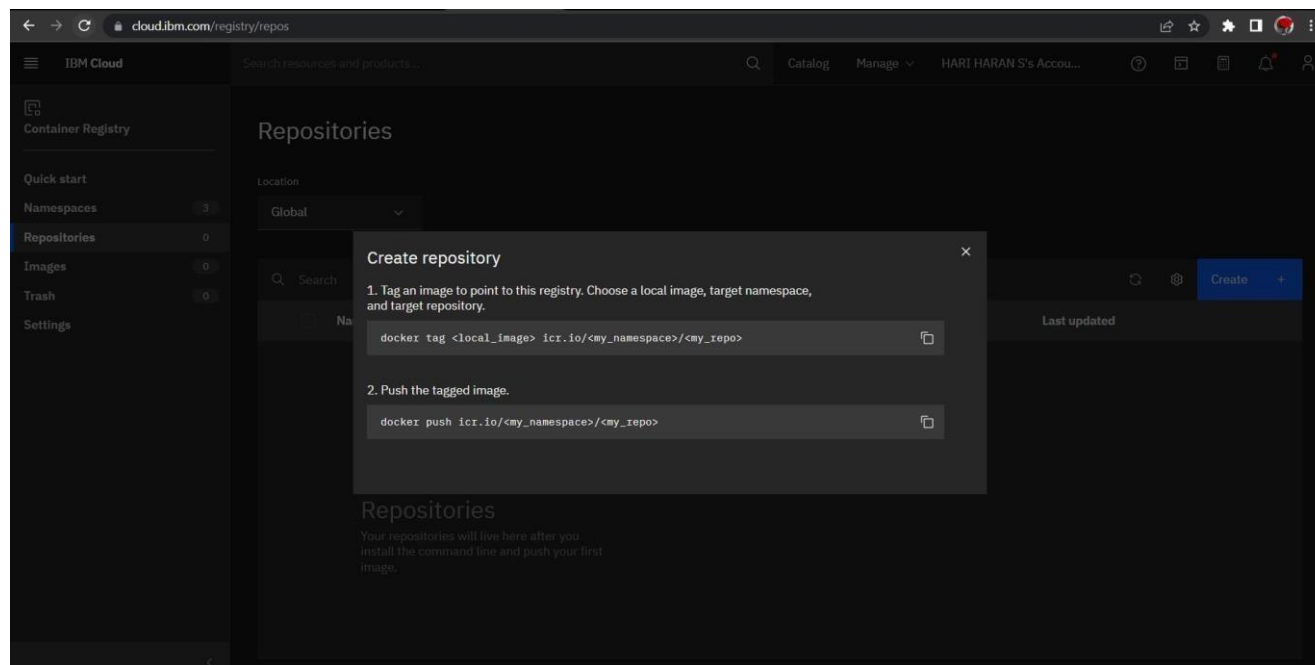 cloud.ibm.com/registry/repos
IBM Cloud
Search resources and products...
Catalog
Manage
HARI HARAN S's Accou...
Container Registry
Quick start
Namespaces 3
Repositories 0
Images 0
Trash 0
Settings
Repositories
Location
Global
Search
Create +
Na
Last updated
Create repository
1. Tag an image to point to this registry. Choose a local image, target namespace,
and target repository.
docker tag <local_image> icr.io/<my_namespace>/<my_repo>
2. Push the tagged image.
docker push icr.io/<my_namespace>/<my_repo>
Repositories
Your repositories will live here after you
install the command line and push your first
image.